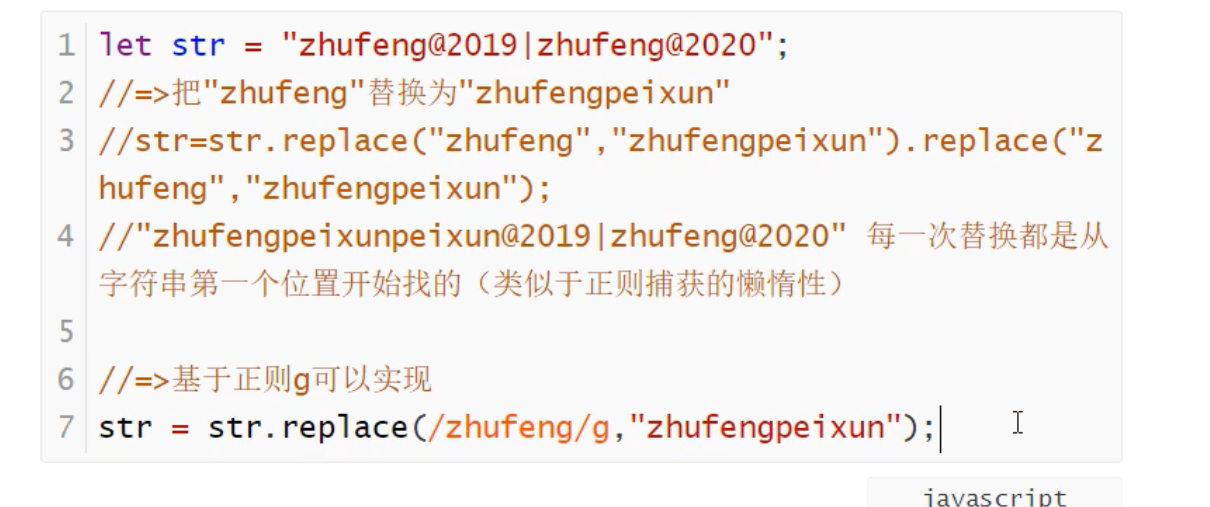 1 let str = "zhufeng@2019|zhufeng@2020";
2 //=>把"zhufeng"替换为"zhufengpeixun"
3 //str=str.replace("zhufeng","zhufengpeixun").replace("z
hufeng","zhufengpeixun");
4 //"zhufengpeixunpeixun@2019|zhufeng@2020" 每一次替换都是从
字符串第一个位置开始找的（类似于正则捕获的懒惰性）
5
6 //=>基于正则g可以实现
7 str = str.replace(/zhufeng/g,"zhufengpeixun");
javascript